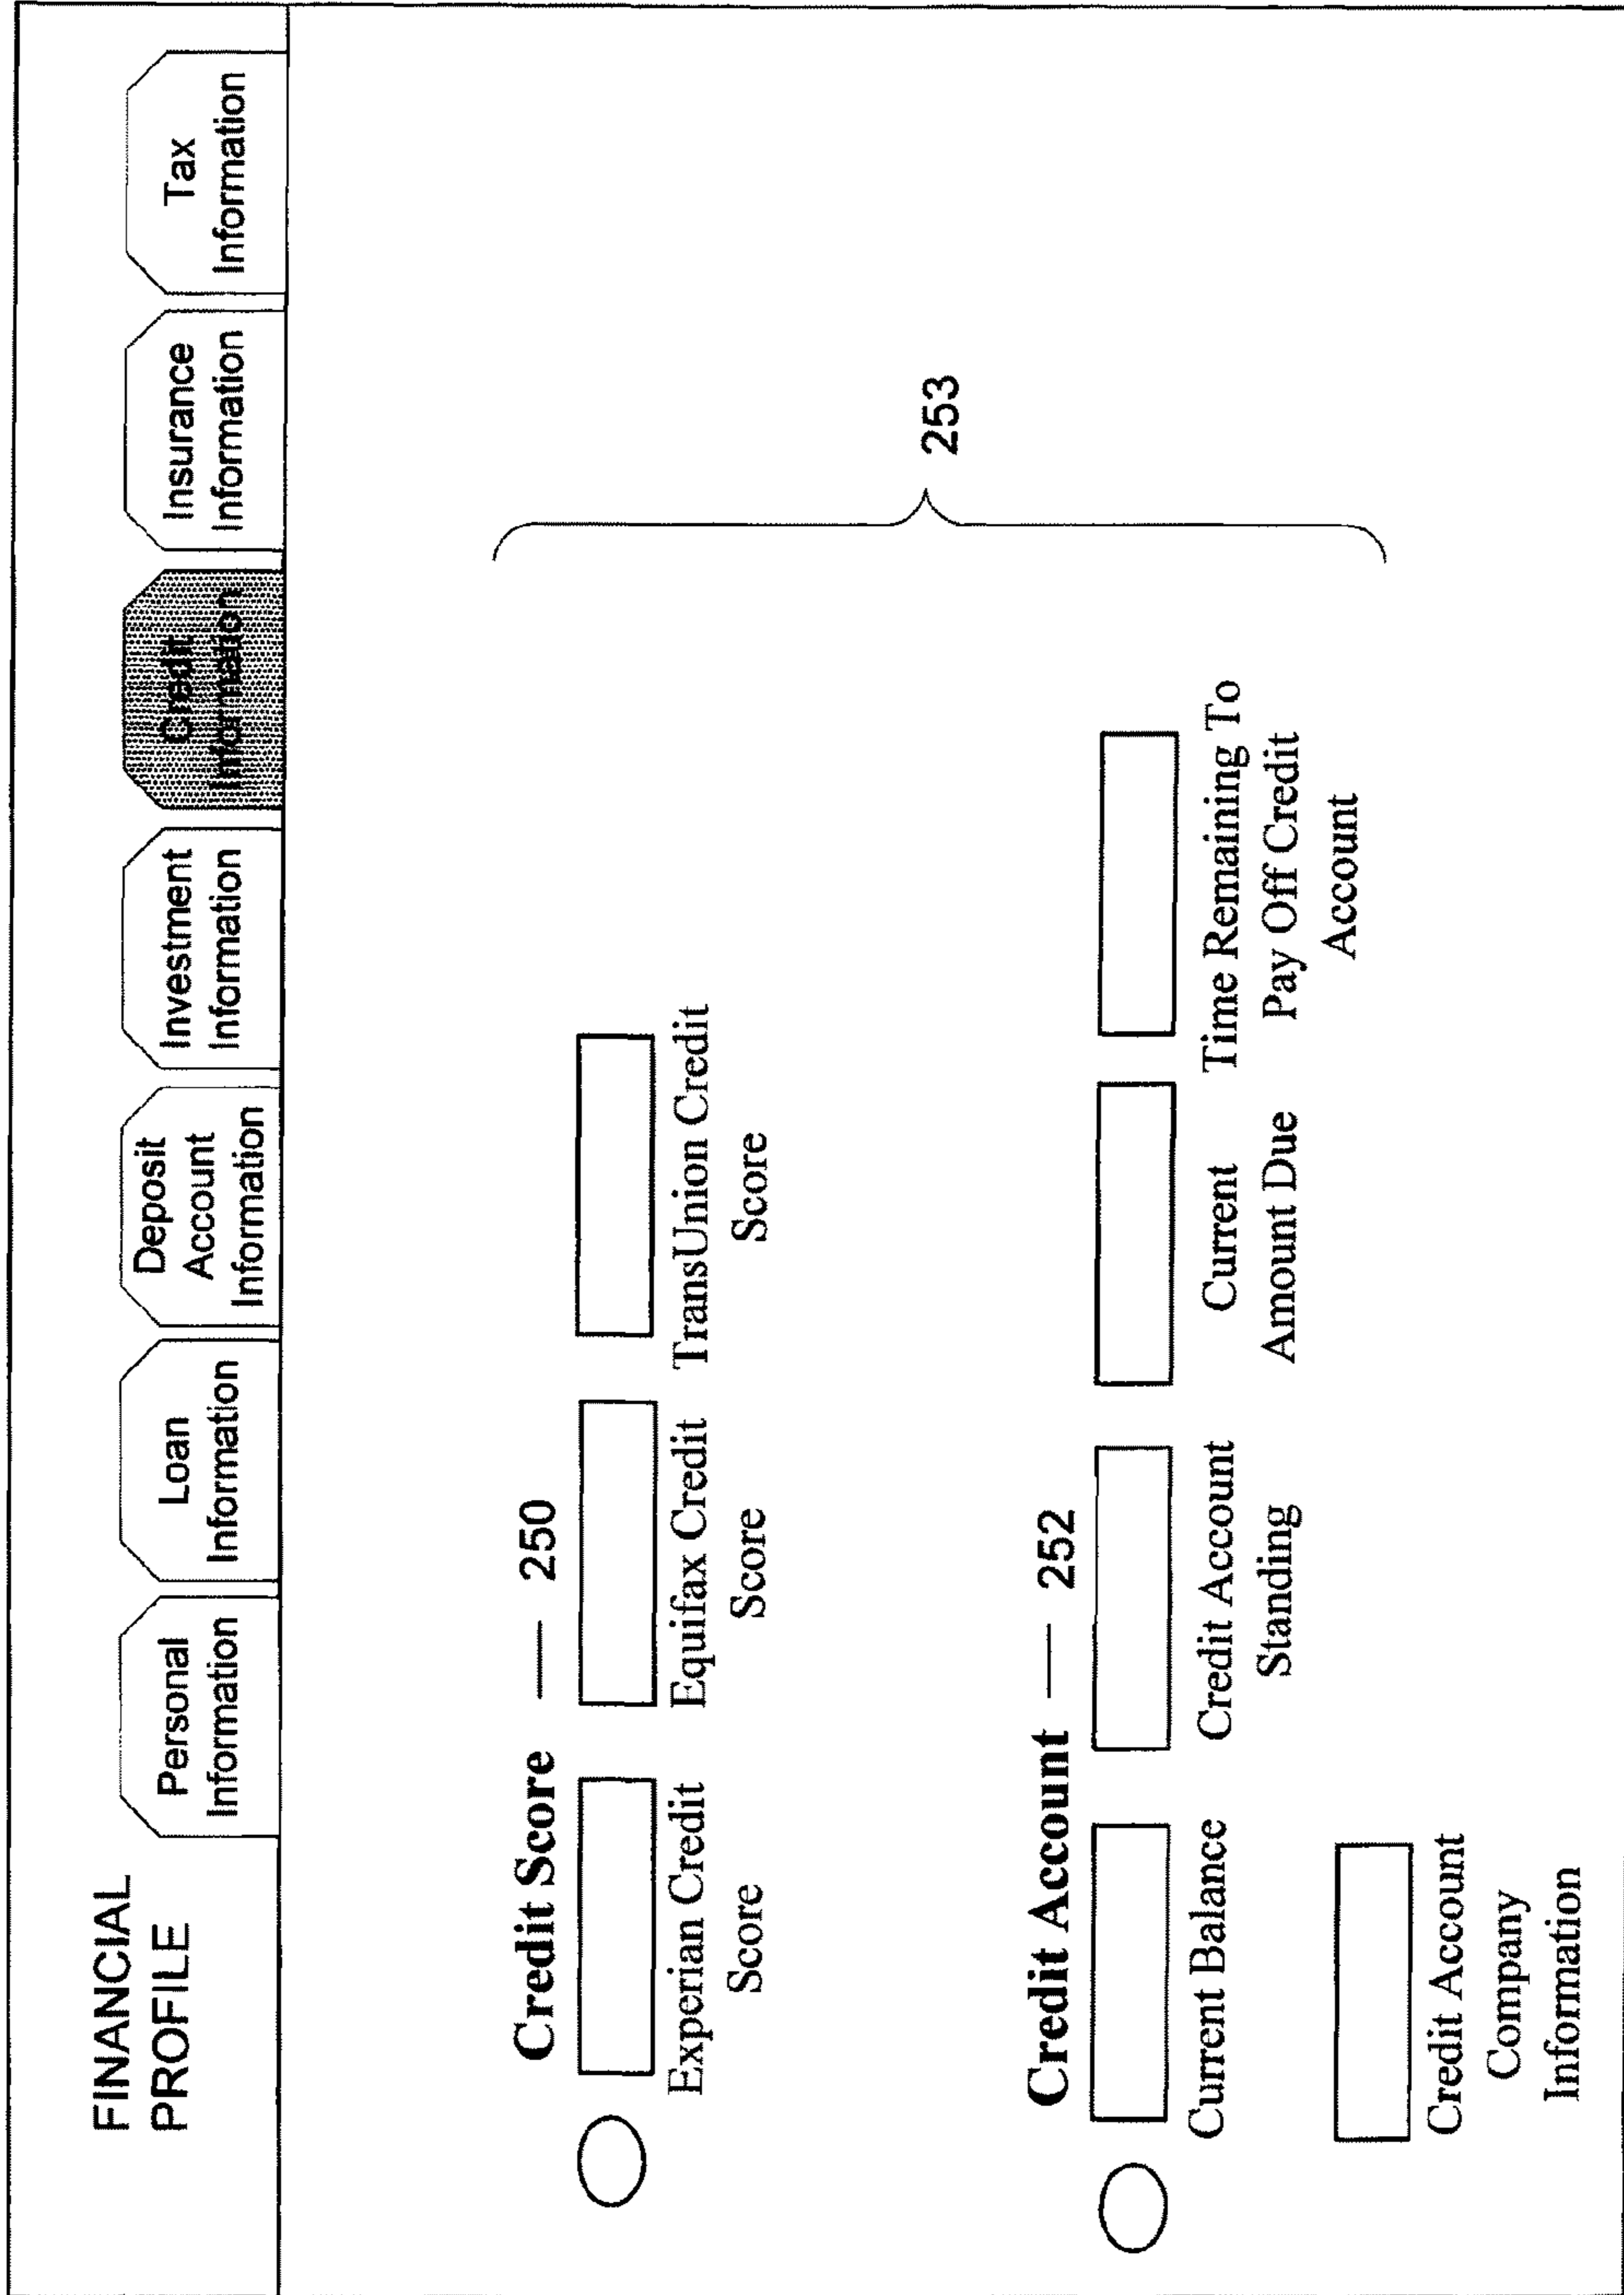 FINANCIAL
PROFILE
Personal
Information
Loan
Information
Deposit
Account
Information
Investment
Information
Credit
Information
Insurance
Information
Tax
Information
Credit Score — 250
Experian Credit
Score
Equifax Credit
Score
TransUnion Credit
Score
Credit Account — 252
Current Balance
Credit Account
Standing
Current
Amount Due
Time Remaining To
Pay Off Credit
Account
Credit Account
Company
Information
253